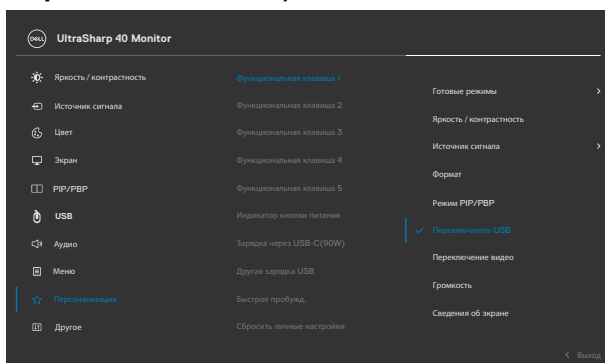 DELL UltraSharp 40 Monitor
Яркость / контрастность
Источник сигнала
Цвет
Экран
PIP/PBP
USB
Аудио
Меню
Персонализация
Другое
Функциональная клавиша 1
Функциональная клавиша 2
Функциональная клавиша 3
Функциональная клавиша 4
Функциональная клавиша 5
Индикатор кнопки питания
Зарядка через USB-C(90W)
Другая зарядка USB
Быстрое пробужд.
Сбросить личные настройки
Готовые режимы
Яркость / контрастность
Источник сигнала
Формат
Режим PIP/PBP
Переключатель USB
Переключение видео
Громкость
Сведения об экране
Выход